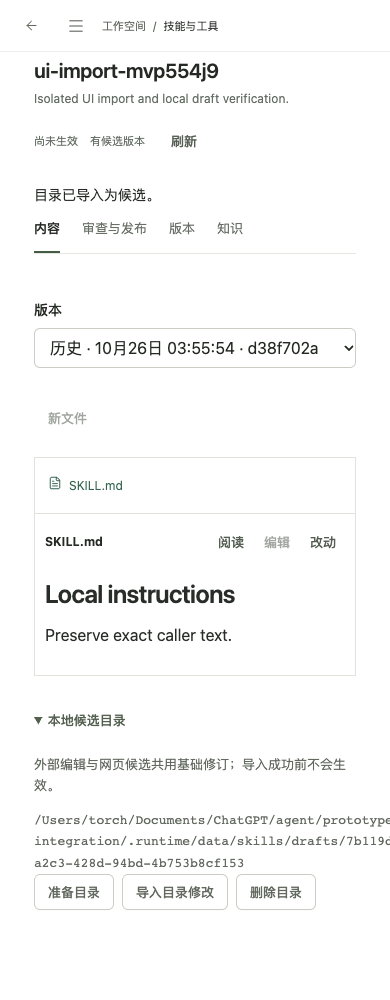 工作空间 / 技能与工具
ui-import-mvp554j9
Isolated UI import and local draft verification.
尚未生效 有候选版本 刷新
目录已导入为候选。
内容 审查与发布 版本 知识
版本
历史 · 10月26日 03:55:54 · d38f702a
新文件
SKILL.md
SKILL.md 阅读 编辑 改动
Local instructions
Preserve exact caller text.
▼ 本地候选目录
外部编辑与网页候选共用基础修订；导入成功前不会生
效。
/Users/torch/Documents/ChatGPT/agent/prototype
integration/.runtime/data/skills/drafts/7b119d
a2c3-428d-94bd-4b753b8cf153
准备目录 导入目录修改 删除目录